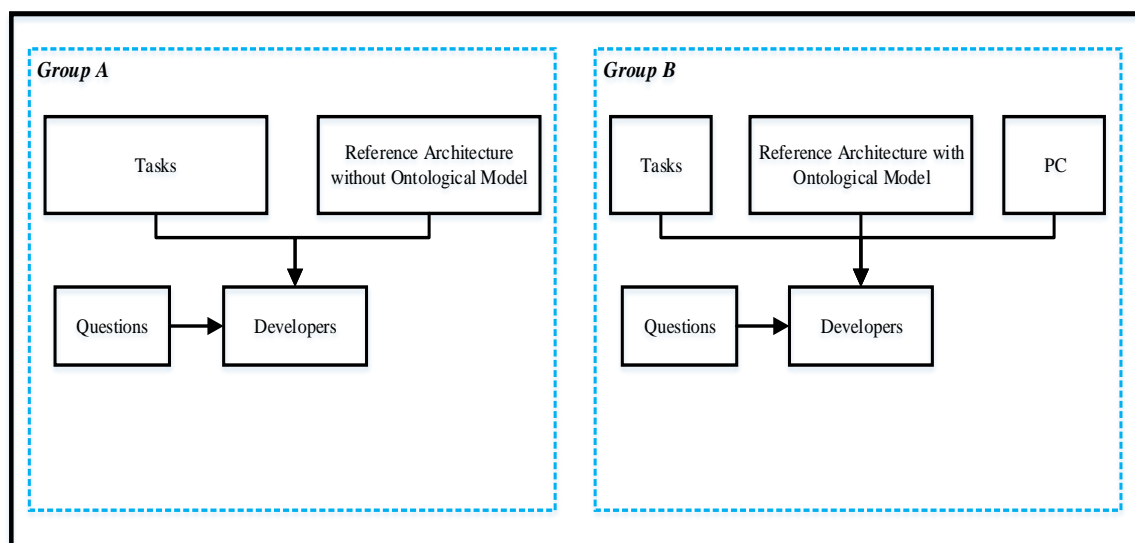 Group A
Tasks
Reference Architecture
without Ontological Model
Questions
Developers
Group B
Tasks
Reference Architecture with
Ontological Model
PC
Questions
Developers